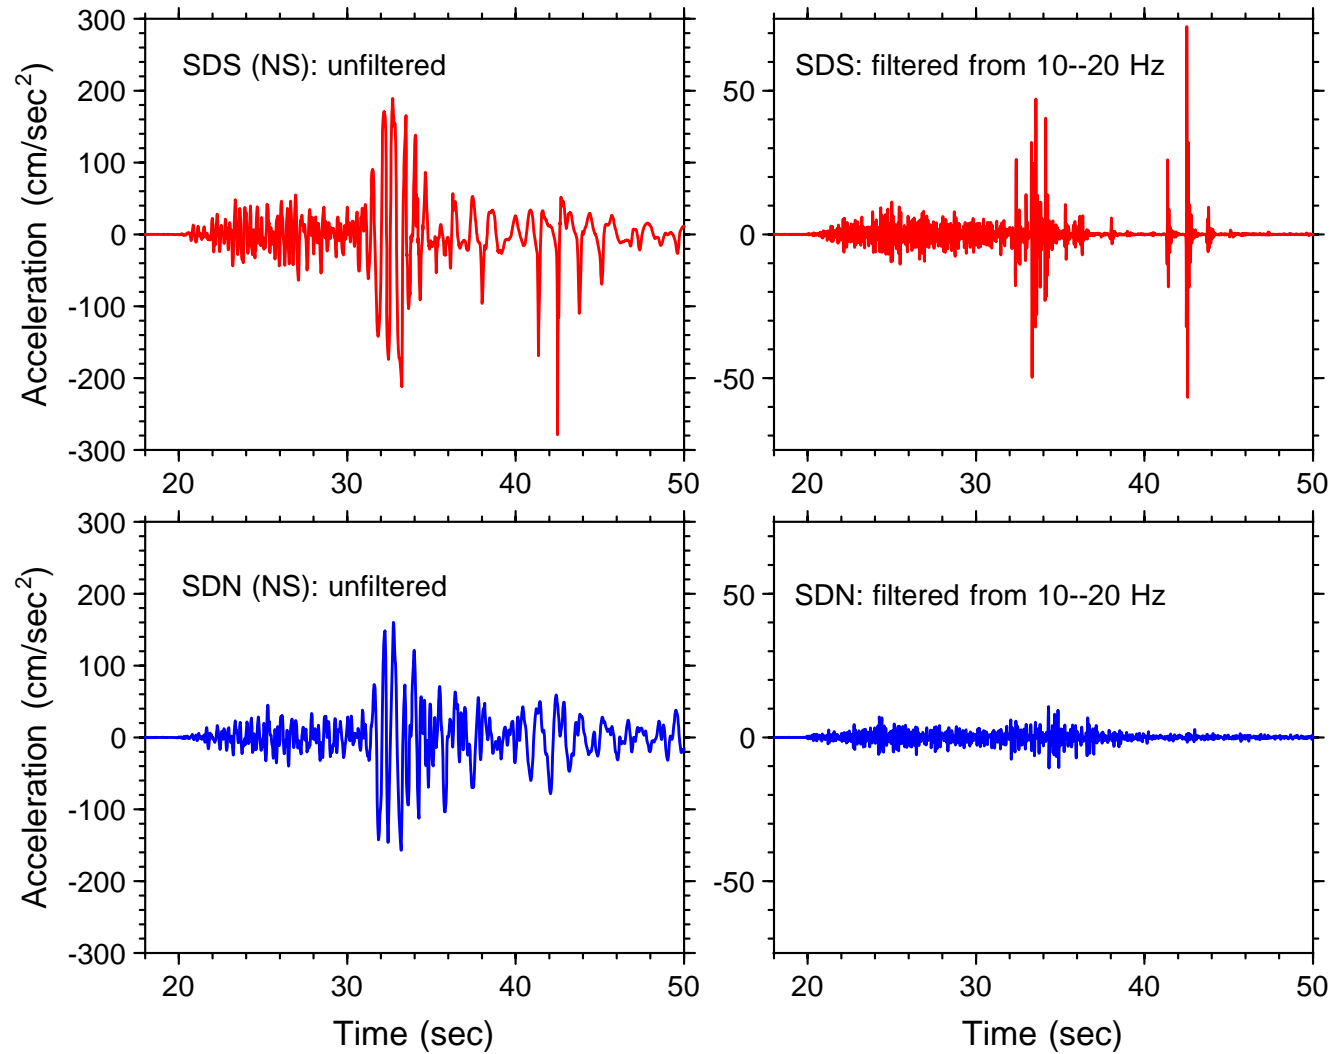 300
200
100
0
-100
-200
-300
Acceleration (cm/sec²)
SDS (NS): unfiltered
20 30 40 50
50
0
-50
SDS: filtered from 10--20 Hz
20 30 40 50
300
200
100
0
-100
-200
-300
Acceleration (cm/sec²)
SDN (NS): unfiltered
20 30 40 50
Time (sec)
50
0
-50
SDN: filtered from 10--20 Hz
20 30 40 50
Time (sec)